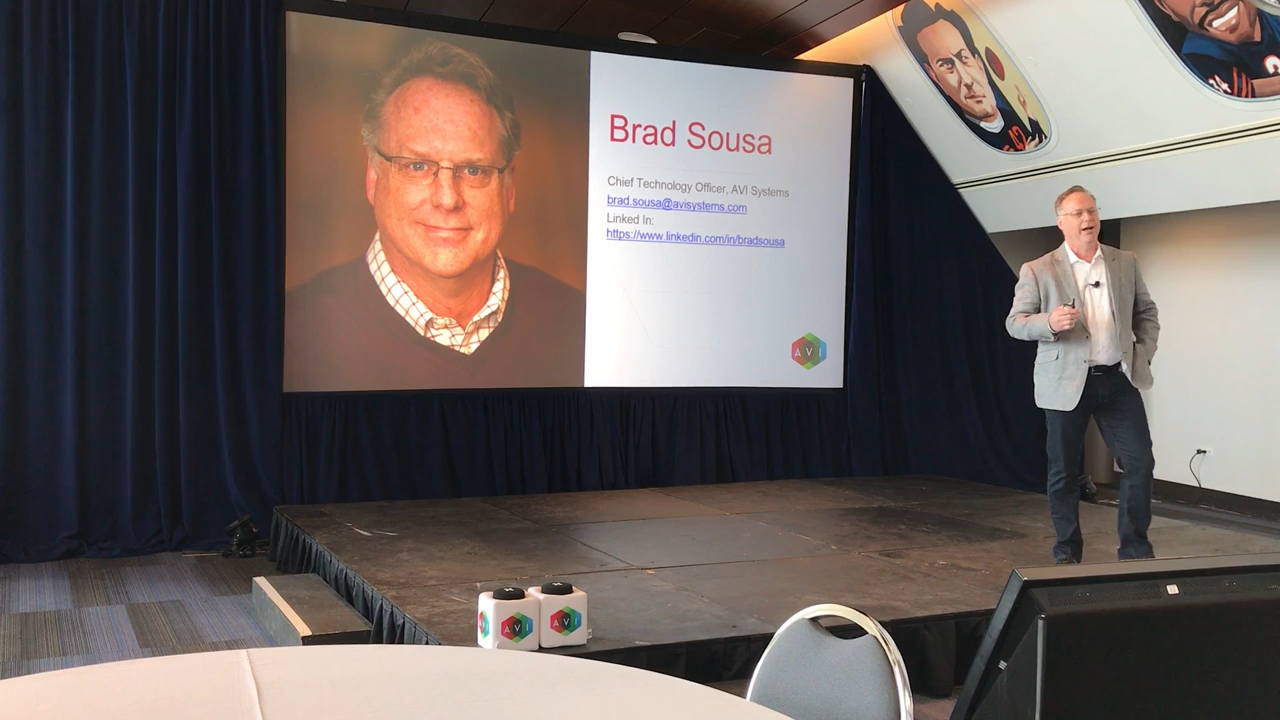 Brad Sousa
Chief Technology Officer, AVI Systems
brad.sousa@avisystems.com
Linked In:
https://www.linkedin.com/in/bradsousa
AVI
42
AVI
AVI